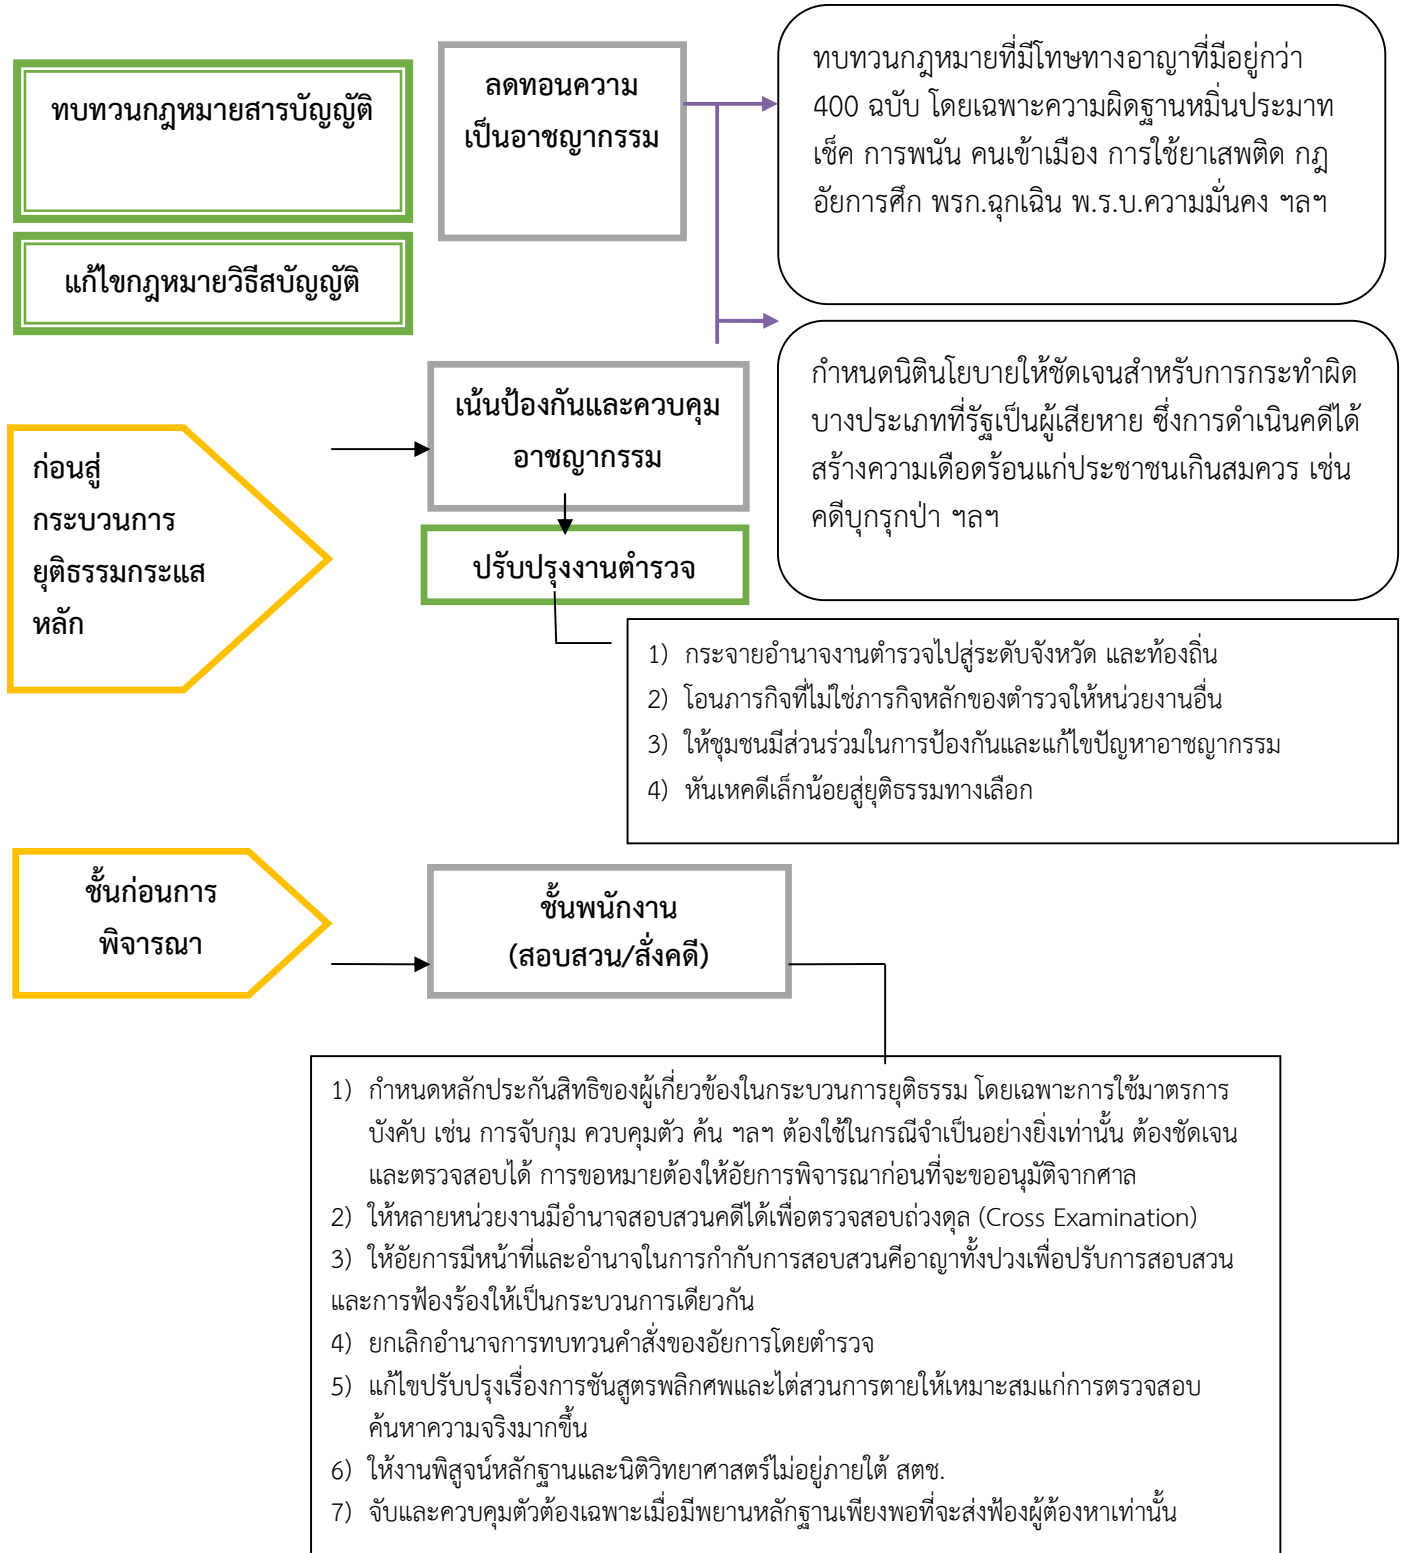 ทบทวนกฎหมายสารบัญญัติ
แก้ไขกฎหมายวิธีสบัญญัติ
ลดทอนความ
เป็นอาชญากรรม
ทบทวนกฎหมายที่มีโทษทางอาญาที่มีอยู่กว่า
400 ฉบับ โดยเฉพาะความผิดฐานหมิ่นประมาท
เช็ค การพนัน คนเข้าเมือง การใช้ยาเสพติด กฎ
อัยการศึก พรก.ฉุกเฉิน พ.ร.บ.ความมั่นคง ฯลฯ
กำหนดนิตินโยบายให้ชัดเจนสำหรับการกระทำผิด
บางประเภทที่รัฐเป็นผู้เสียหาย ซึ่งการดำเนินคดีได้
สร้างความเดือดร้อนแก่ประชาชนเกินสมควร เช่น
คดีบุกรุกป่า ฯลฯ
ก่อนสู่
กระบวนการ
ยุติธรรมกระแส
หลัก
เน้นป้องกันและควบคุม
อาชญากรรม
ปรับปรุงงานตำรวจ
1) กระจายอำนาจงานตำรวจไปสู่ระดับจังหวัด และท้องถิ่น
2) โอนภารกิจที่ไม่ใช่ภารกิจหลักของตำรวจให้หน่วยงานอื่น
3) ให้ชุมชนมีส่วนร่วมในการป้องกันและแก้ไขปัญหาอาชญากรรม
4) หันเหคดีเล็กน้อยสู่ยุติธรรมทางเลือก
ชั้นก่อนการ
พิจารณา
ชั้นพนักงาน
(สอบสวน/สั่งคดี)
1) กำหนดหลักประกันสิทธิของผู้เกี่ยวข้องในกระบวนการยุติธรรม โดยเฉพาะการใช้มาตรการ
บังคับ เช่น การจับกุม ควบคุมตัว ค้น ฯลฯ ต้องใช้ในกรณีจำเป็นอย่างยิ่งเท่านั้น ต้องชัดเจน
และตรวจสอบได้ การขอหมายต้องให้อัยการพิจารณาก่อนที่จะขออนุมัติจากศาล
2) ให้หลายหน่วยงานมีอำนาจสอบสวนคดีได้เพื่อตรวจสอบถ่วงดุล (Cross Examination)
3) ให้อัยการมีหน้าที่และอำนาจในการกำกับการสอบสวนคีอาญาทั้งปวงเพื่อปรับการสอบสวน
และการฟ้องร้องให้เป็นกระบวนการเดียวกัน
4) ยกเลิกอำนาจการทบทวนคำสั่งของอัยการโดยตำรวจ
5) แก้ไขปรับปรุงเรื่องการชันสูตรพลิกศพและไต่สวนการตายให้เหมาะสมแก่การตรวจสอบ
ค้นหาความจริงมากขึ้น
6) ให้งานพิสูจน์หลักฐานและนิติวิทยาศาสตร์ไม่อยู่ภายใต้ สตช.
7) จับและควบคุมตัวต้องเฉพาะเมื่อมีพยานหลักฐานเพียงพอที่จะส่งฟ้องผู้ต้องหาเท่านั้น